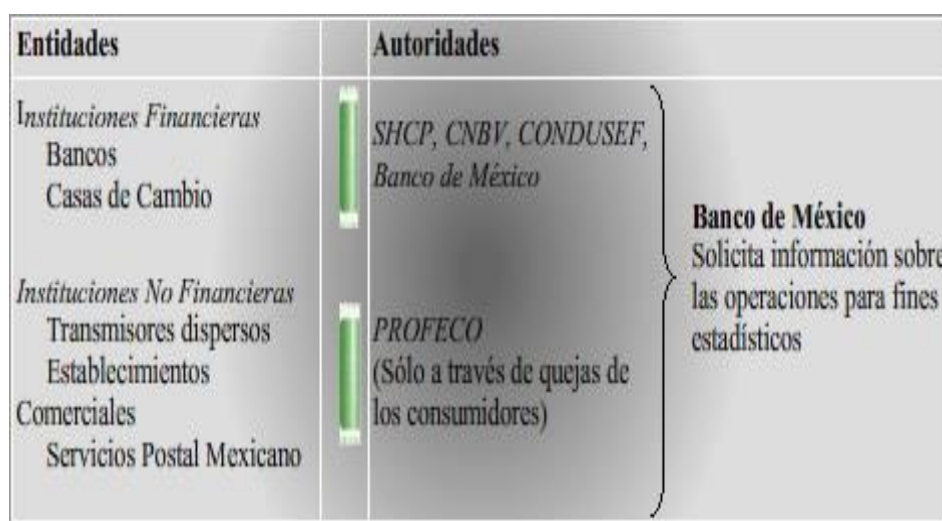 Entidades
Autoridades
Instituciones Financieras
Bancos
Casas de Cambio
SHCP, CNBV, CONDUSEF,
Banco de México
Instituciones No Financieras
Transmisores dispersos
Establecimientos
Comerciales
Servicios Postal Mexicano
PROFECO
(Sólo a través de quejas de
los consumidores)
Banco de México
Solicita información sobre
las operaciones para fines
estadísticos